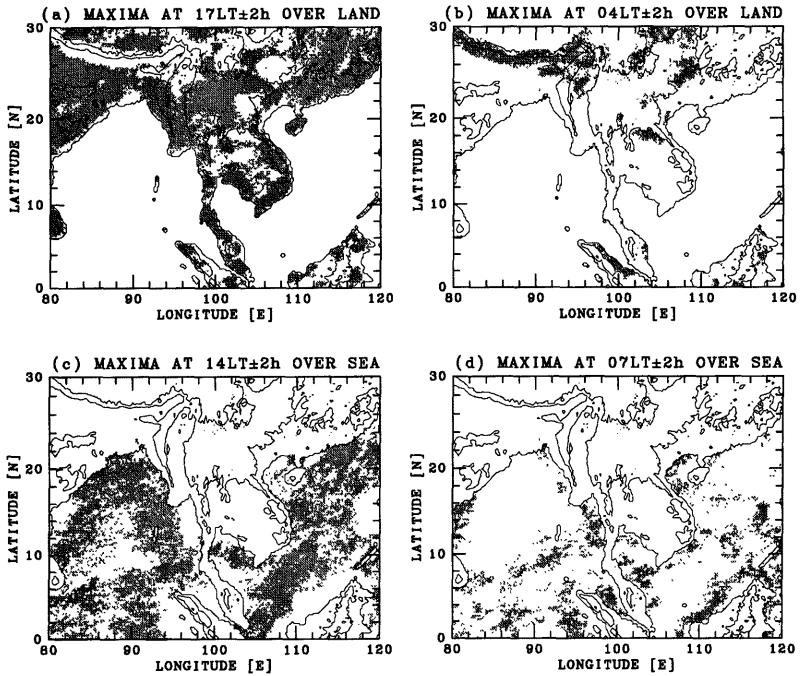 (a) MAXIMA AT 17LT±2h OVER LAND
(b) MAXIMA AT 04LT±2h OVER LAND
30
20
10
0
LATITUDE [N]
80 90 100 110 120
LONGITUDE [E]
30
20
10
0
LATITUDE [N]
80 90 100 110 120
LONGITUDE [E]
(c) MAXIMA AT 14LT±2h OVER SEA
(d) MAXIMA AT 07LT±2h OVER SEA
30
20
10
0
LATITUDE [N]
80 90 100 110 120
LONGITUDE [E]
30
20
10
0
LATITUDE [N]
80 90 100 110 120
LONGITUDE [E]